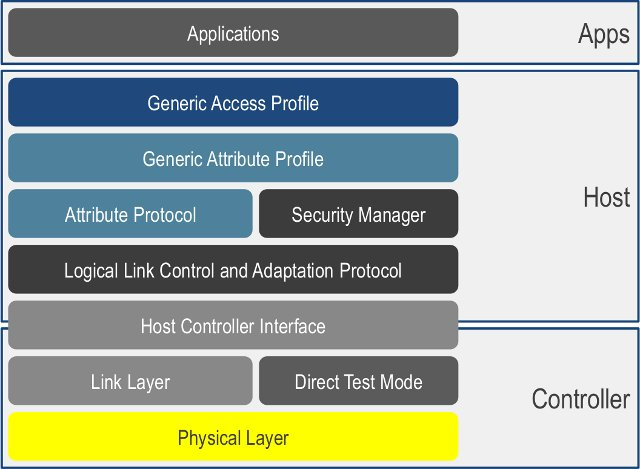 Applications
Apps
Generic Access Profile
Generic Attribute Profile
Attribute Protocol
Security Manager
Host
Logical Link Control and Adaptation Protocol
Host Controller Interface
Link Layer
Direct Test Mode
Controller
Physical Layer